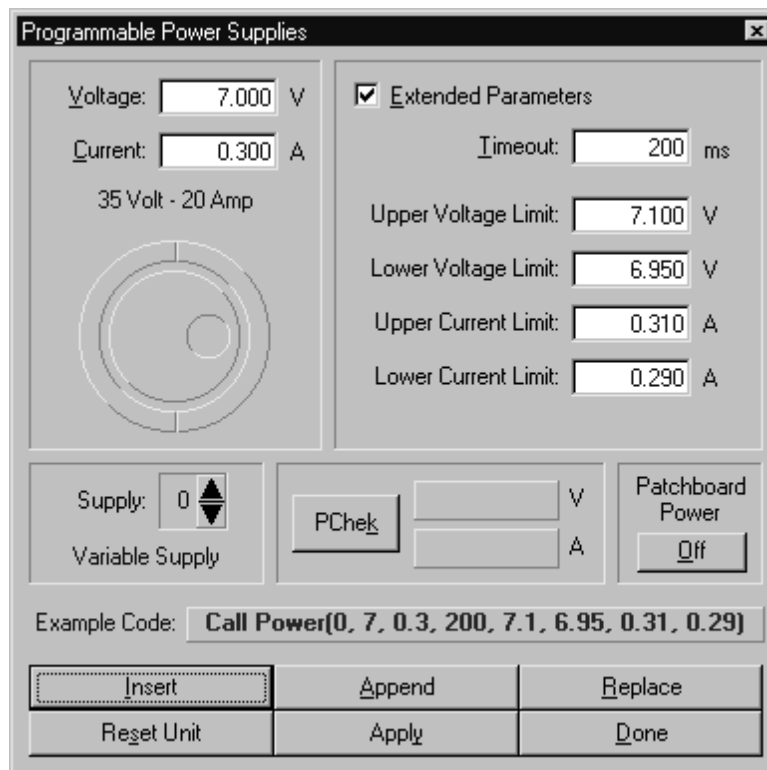 Programmable Power Supplies
Voltage: 7.000 V
Current: 0.300 A
35 Volt - 20 Amp
Extended Parameters
Timeout: 200 ms
Upper Voltage Limit: 7.100 V
Lower Voltage Limit: 6.950 V
Upper Current Limit: 0.310 A
Lower Current Limit: 0.290 A
Supply: 0
Variable Supply
PChek
V
A
Patchboard
Power
Off
Example Code: Call Power(0, 7, 0.3, 200, 7.1, 6.95, 0.31, 0.29)
Insert Append Replace
Reset Unit Apply Done